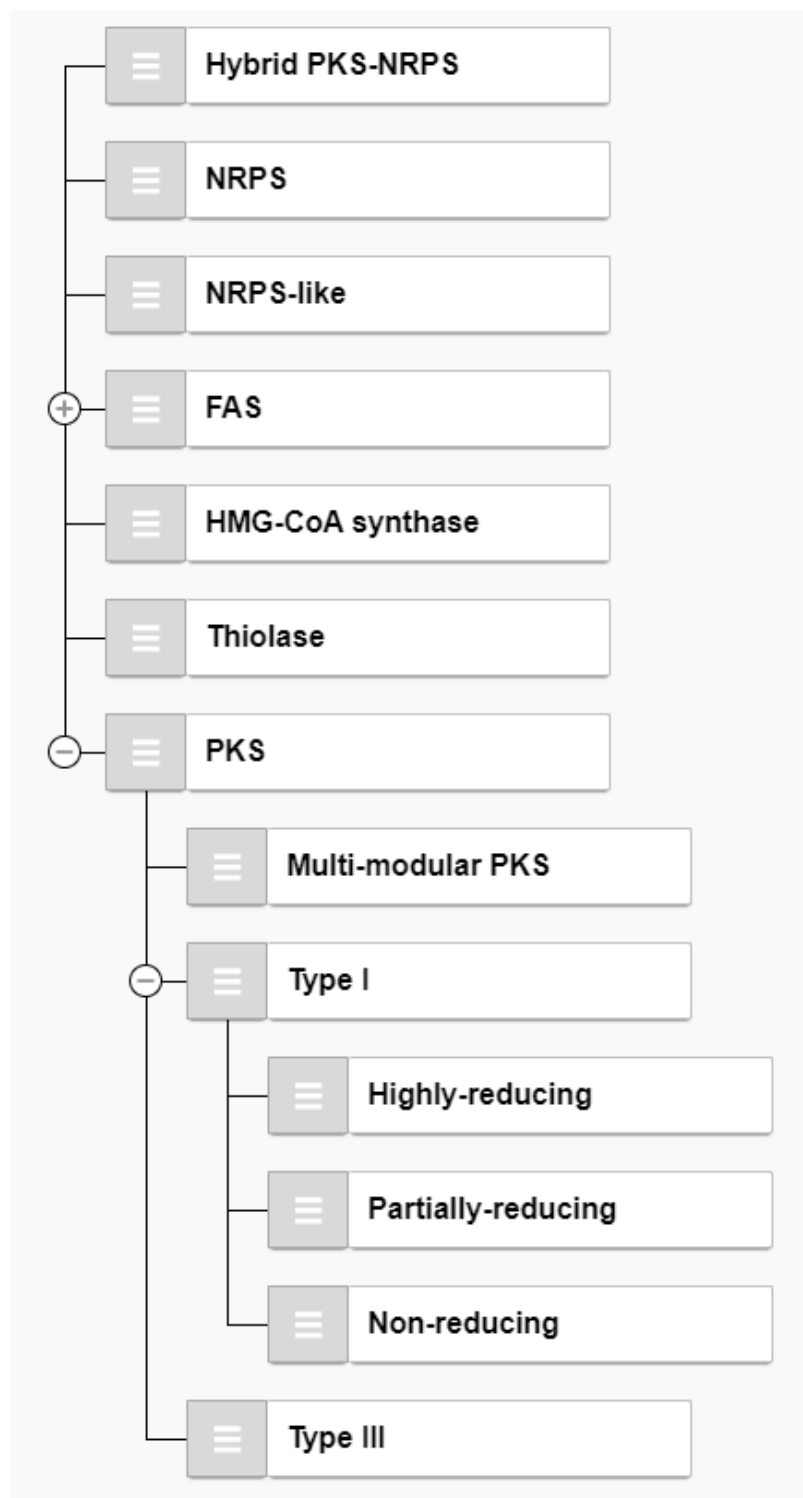 Hybrid PKS-NRPS
NRPS
NRPS-like
FAS
HMG-CoA synthase
Thiolase
PKS
Multi-modular PKS
Type I
Highly-reducing
Partially-reducing
Non-reducing
Type III